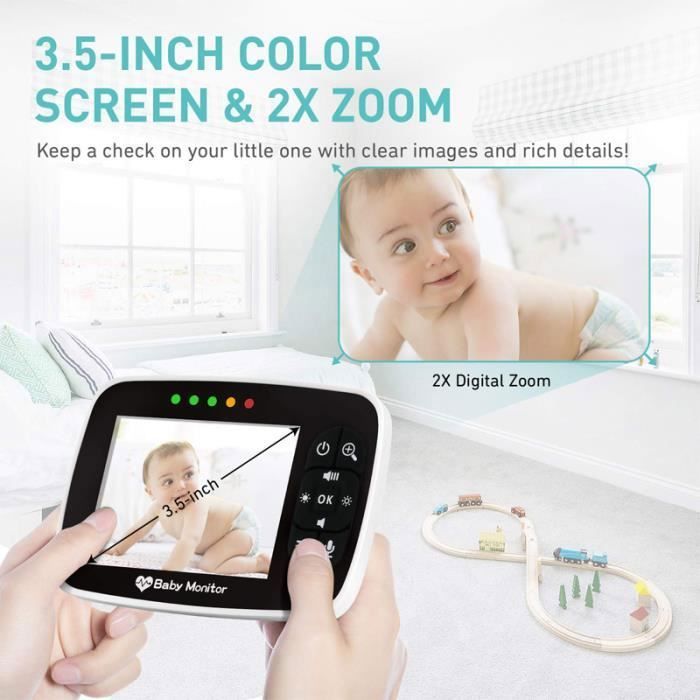 3.5-INCH COLOR
SCREEN & 2X ZOOM
Keep a check on your little one with clear images and rich details!
2X Digital Zoom
3.5-inch
OK
Baby Monitor